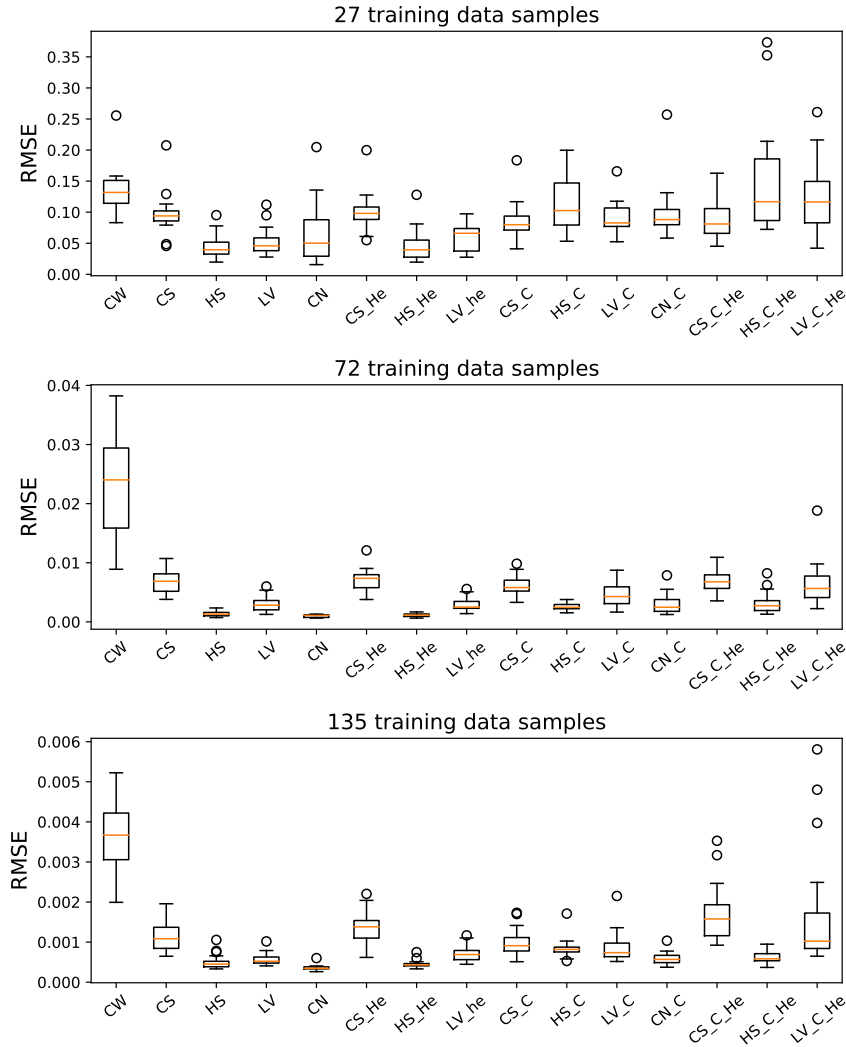 27 training data samples
0.35
0.30
0.25
0.20
0.15
0.10
0.05
0.00
RMSE
CW CS HS LV CN CS_He HS_He LV_he CS_C HS_C LV_C CN_C CS_C_He HS_C_He LV_C_He
72 training data samples
0.04
0.03
0.02
0.01
0.00
RMSE
CW CS HS LV CN CS_He HS_He LV_he CS_C HS_C LV_C CN_C CS_C_He HS_C_He LV_C_He
135 training data samples
0.006
0.005
0.004
0.003
0.002
0.001
0.000
RMSE
CW CS HS LV CN CS_He HS_He LV_he CS_C HS_C LV_C CN_C CS_C_He HS_C_He LV_C_He